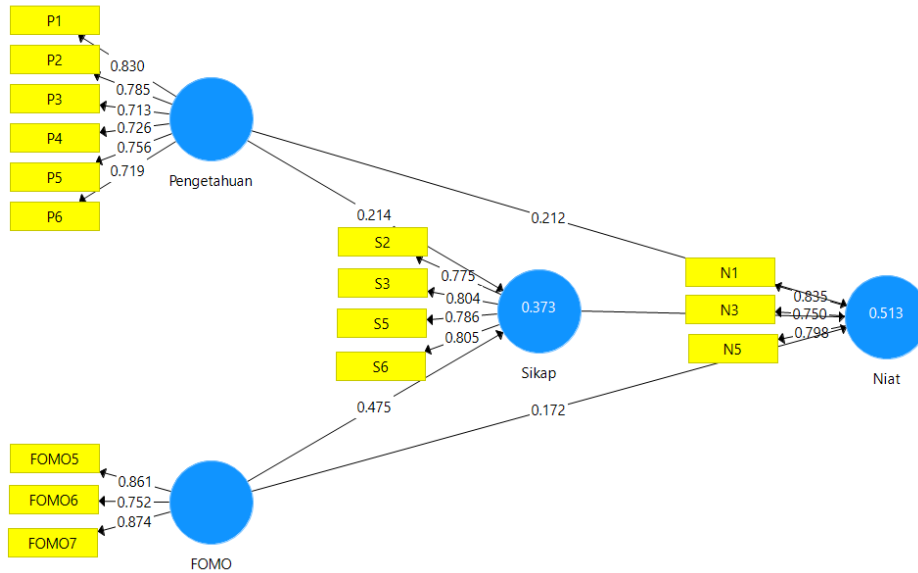 P1
P2
P3
P4
P5
P6
0.830
0.785
0.713
0.726
0.756
0.719
Pengetahuan
0.214
0.212
S2
S3
S5
S6
0.775
0.804
0.786
0.805
0.373
Sikap
N1
N3
N5
0.835
0.750
0.798
0.513
Niat
0.475
0.172
FOMO5
FOMO6
FOMO7
0.861
0.752
0.874
FOMO